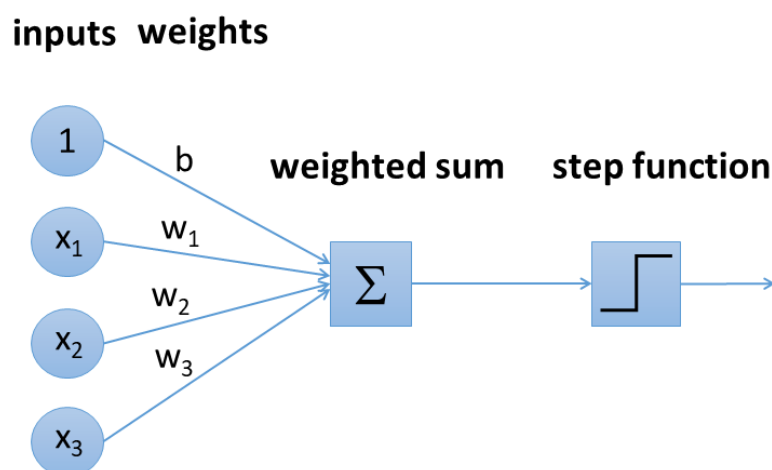 inputs weights
1
b
weighted sum
step function
x₁
w₁
Σ
x₂
w₂
w₃
x₃